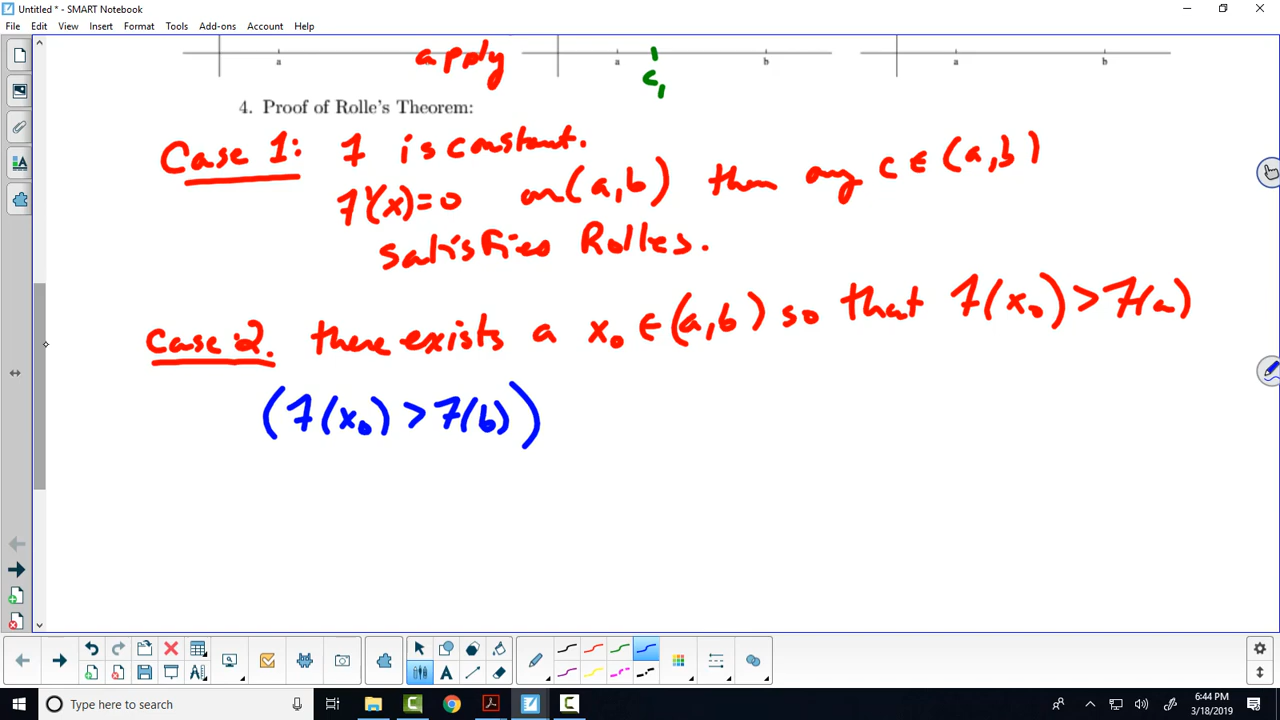 Untitled * - SMART Notebook
File Edit View Insert Format Tools Add-ons Account Help
a a b a b
apply
c₁
4. Proof of Rolle's Theorem:
Case 1: f is constant.
f'(x)=0 on (a,b) then any c ∈ (a,b)
satisfies Rolles.
Case 2. there exists a x₀ ∈ (a,b) so that f(x₀) > f(a)
(f(x₀) > f(b))
Type here to search
6:44 PM
3/18/2019